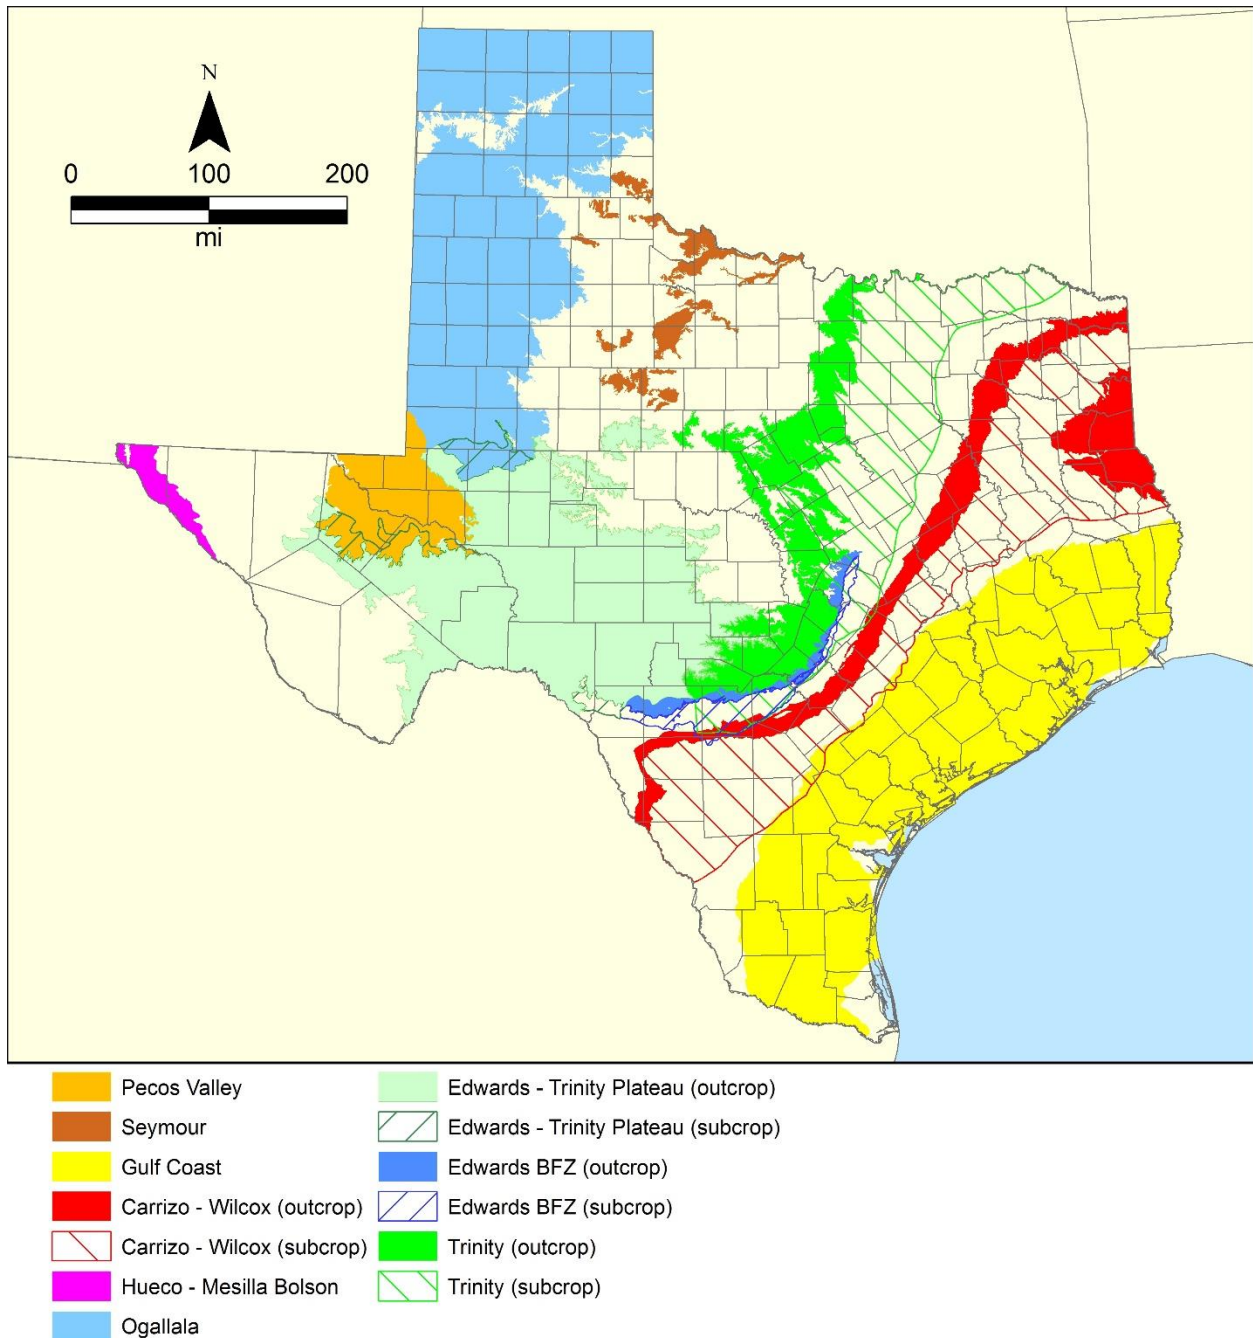 N
0 100 200
mi
Pecos Valley
Seymour
Gulf Coast
Carrizo - Wilcox (outcrop)
Carrizo - Wilcox (subcrop)
Hueco - Mesilla Bolson
Ogallala
Edwards - Trinity Plateau (outcrop)
Edwards - Trinity Plateau (subcrop)
Edwards BFZ (outcrop)
Edwards BFZ (subcrop)
Trinity (outcrop)
Trinity (subcrop)